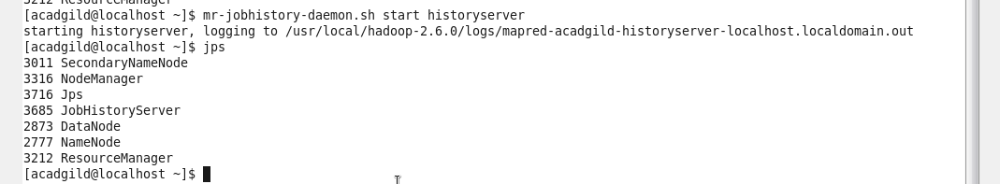 3212 ResourceManager
[acadgild@localhost ~]$ mr-jobhistory-daemon.sh start historyserver
starting historyserver, logging to /usr/local/hadoop-2.6.0/logs/mapred-acadgild-historyserver-localhost.localdomain.out
[acadgild@localhost ~]$ jps
3011 SecondaryNameNode
3316 NodeManager
3716 Jps
3685 JobHistoryServer
2873 DataNode
2777 NameNode
3212 ResourceManager
[acadgild@localhost ~]$